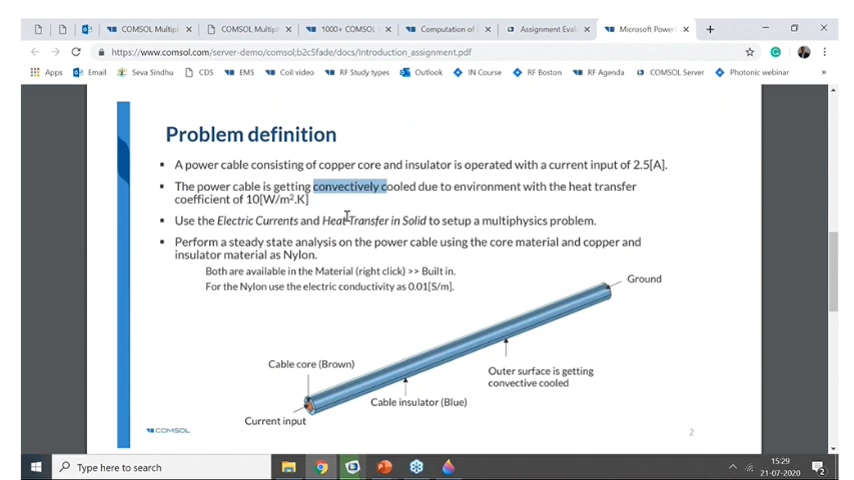 COMSOL Multipl
COMSOL Multipl
1000+ COMSOL
Computation of
Assignment Eval
Microsoft Power
https://www.comsol.com/server-demo/comsol;b2c5fade/docs/Introduction_assignment.pdf
Apps
Email
Seva Sindhu
CDS
EMS
Coil video
RF Study types
Outlook
IN Course
RF Boston
RF Agenda
COMSOL Server
Photonic webinar
»
Problem definition
▪ A power cable consisting of copper core and insulator is operated with a current input of 2.5[A].
▪ The power cable is getting convectively cooled due to environment with the heat transfer
coefficient of 10[W/m².K]
▪ Use the Electric Currents and Heat Transfer in Solid to setup a multiphysics problem.
▪ Perform a steady state analysis on the power cable using the core material and copper and
insulator material as Nylon.
Both are available in the Material (right click) >> Built in.
For the Nylon use the electric conductivity as 0.01[S/m].
Ground
Cable core (Brown)
Outer surface is getting
convective cooled
Cable insulator (Blue)
Current input
COMSOL
2
Type here to search
15:29
21-07-2020
2